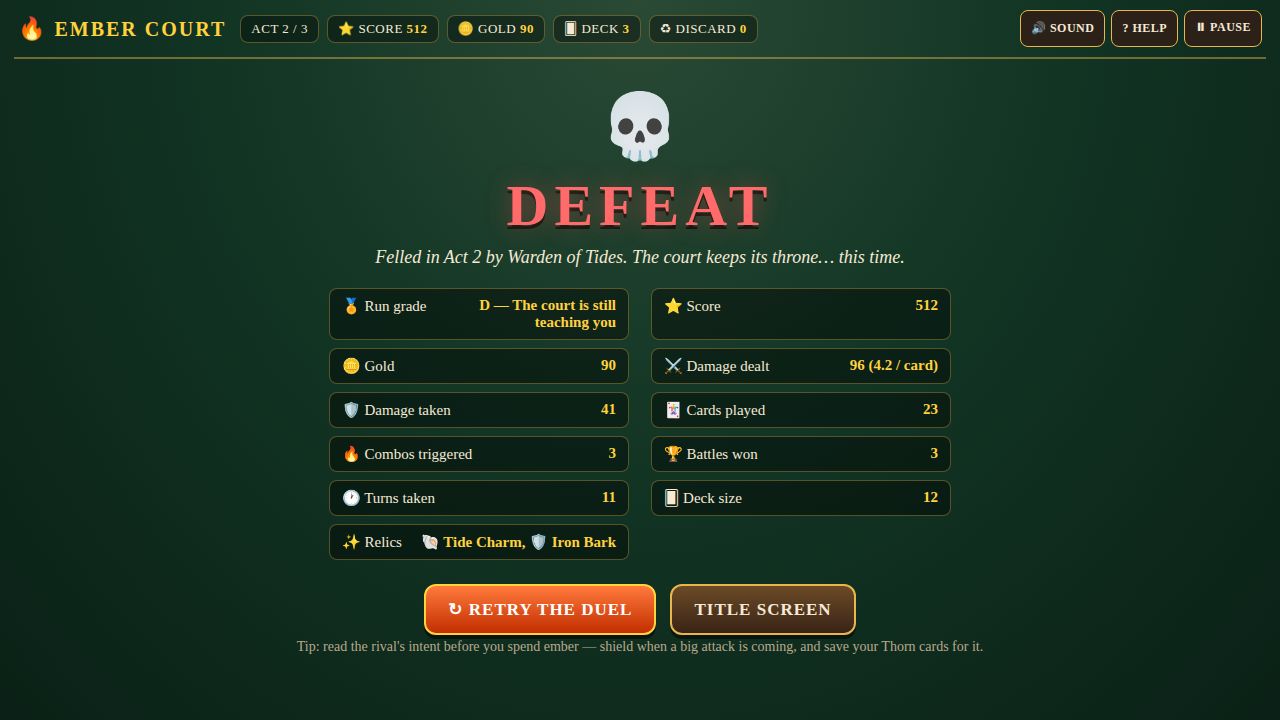 🔥 EMBER COURT ACT 2 / 3 ⭐ SCORE 512 🪙 GOLD 90 🂠 DECK 3 ♻ DISCARD 0 🔊 SOUND ? HELP ⏸ PAUSE
DEFEAT
Felled in Act 2 by Warden of Tides. The court keeps its throne… this time.
🏅 Run grade D — The court is still
teaching you
⭐ Score 512
🪙 Gold 90
⚔️ Damage dealt 96 (4.2 / card)
🛡️ Damage taken 41
🃏 Cards played 23
🔥 Combos triggered 3
🏆 Battles won 3
🕐 Turns taken 11
🂠 Deck size 12
✨ Relics 🐚 Tide Charm, 🛡️ Iron Bark
↻ RETRY THE DUEL
TITLE SCREEN
Tip: read the rival's intent before you spend ember — shield when a big attack is coming, and save your Thorn cards for it.